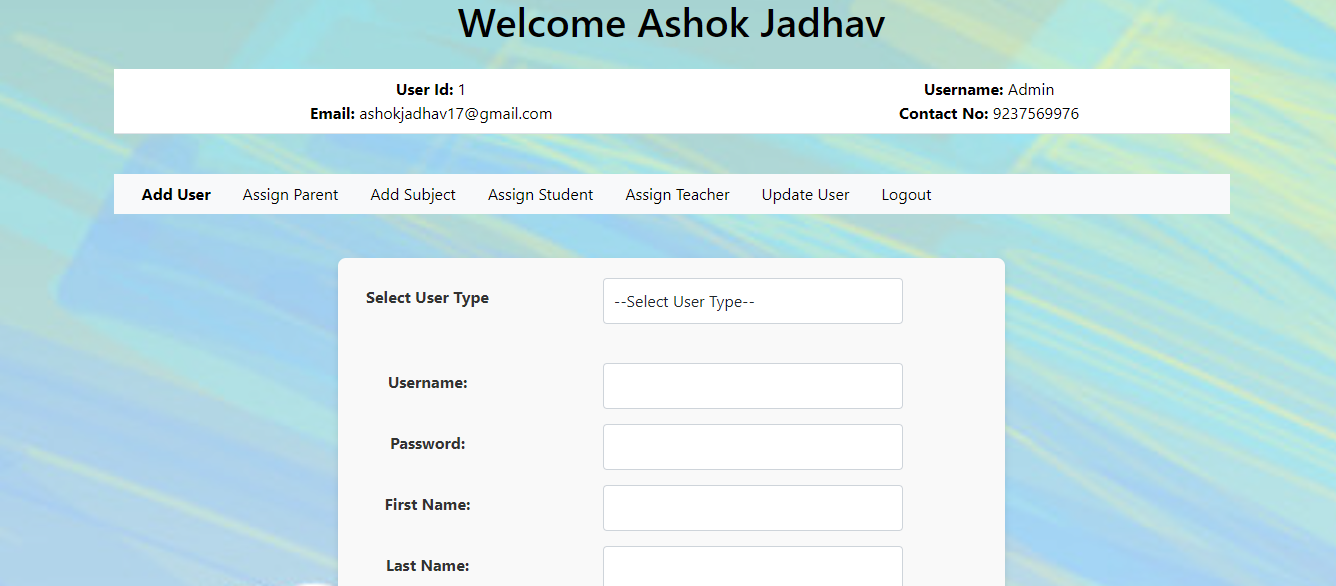 Welcome Ashok Jadhav
User Id: 1 Username: Admin
Email: ashokjadhav17@gmail.com Contact No: 9237569976
Add User Assign Parent Add Subject Assign Student Assign Teacher Update User Logout
Select User Type --Select User Type--
Username:
Password:
First Name:
Last Name: